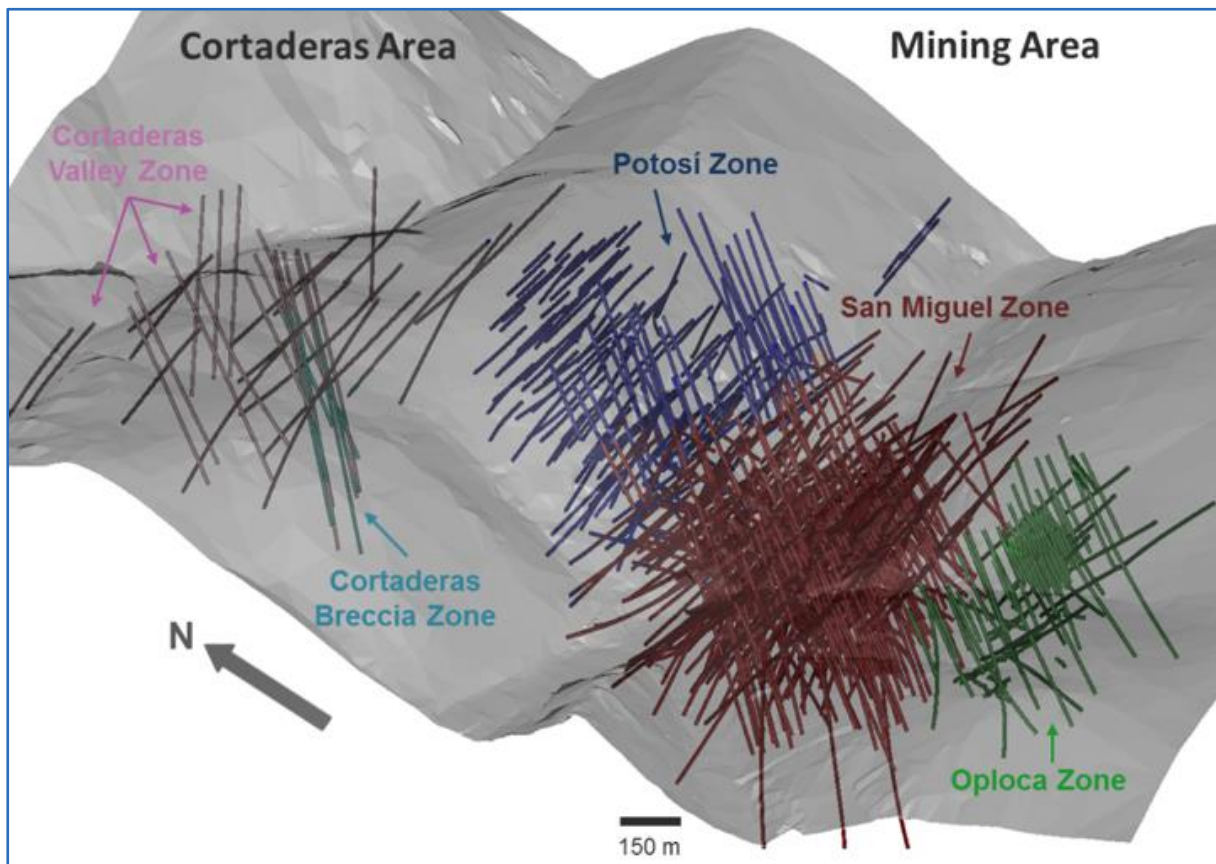 Cortaderas Area
Mining Area
Cortaderas
Valley Zone
Potosí Zone
San Miguel Zone
Cortaderas
Breccia Zone
N
Oploca Zone
150 m